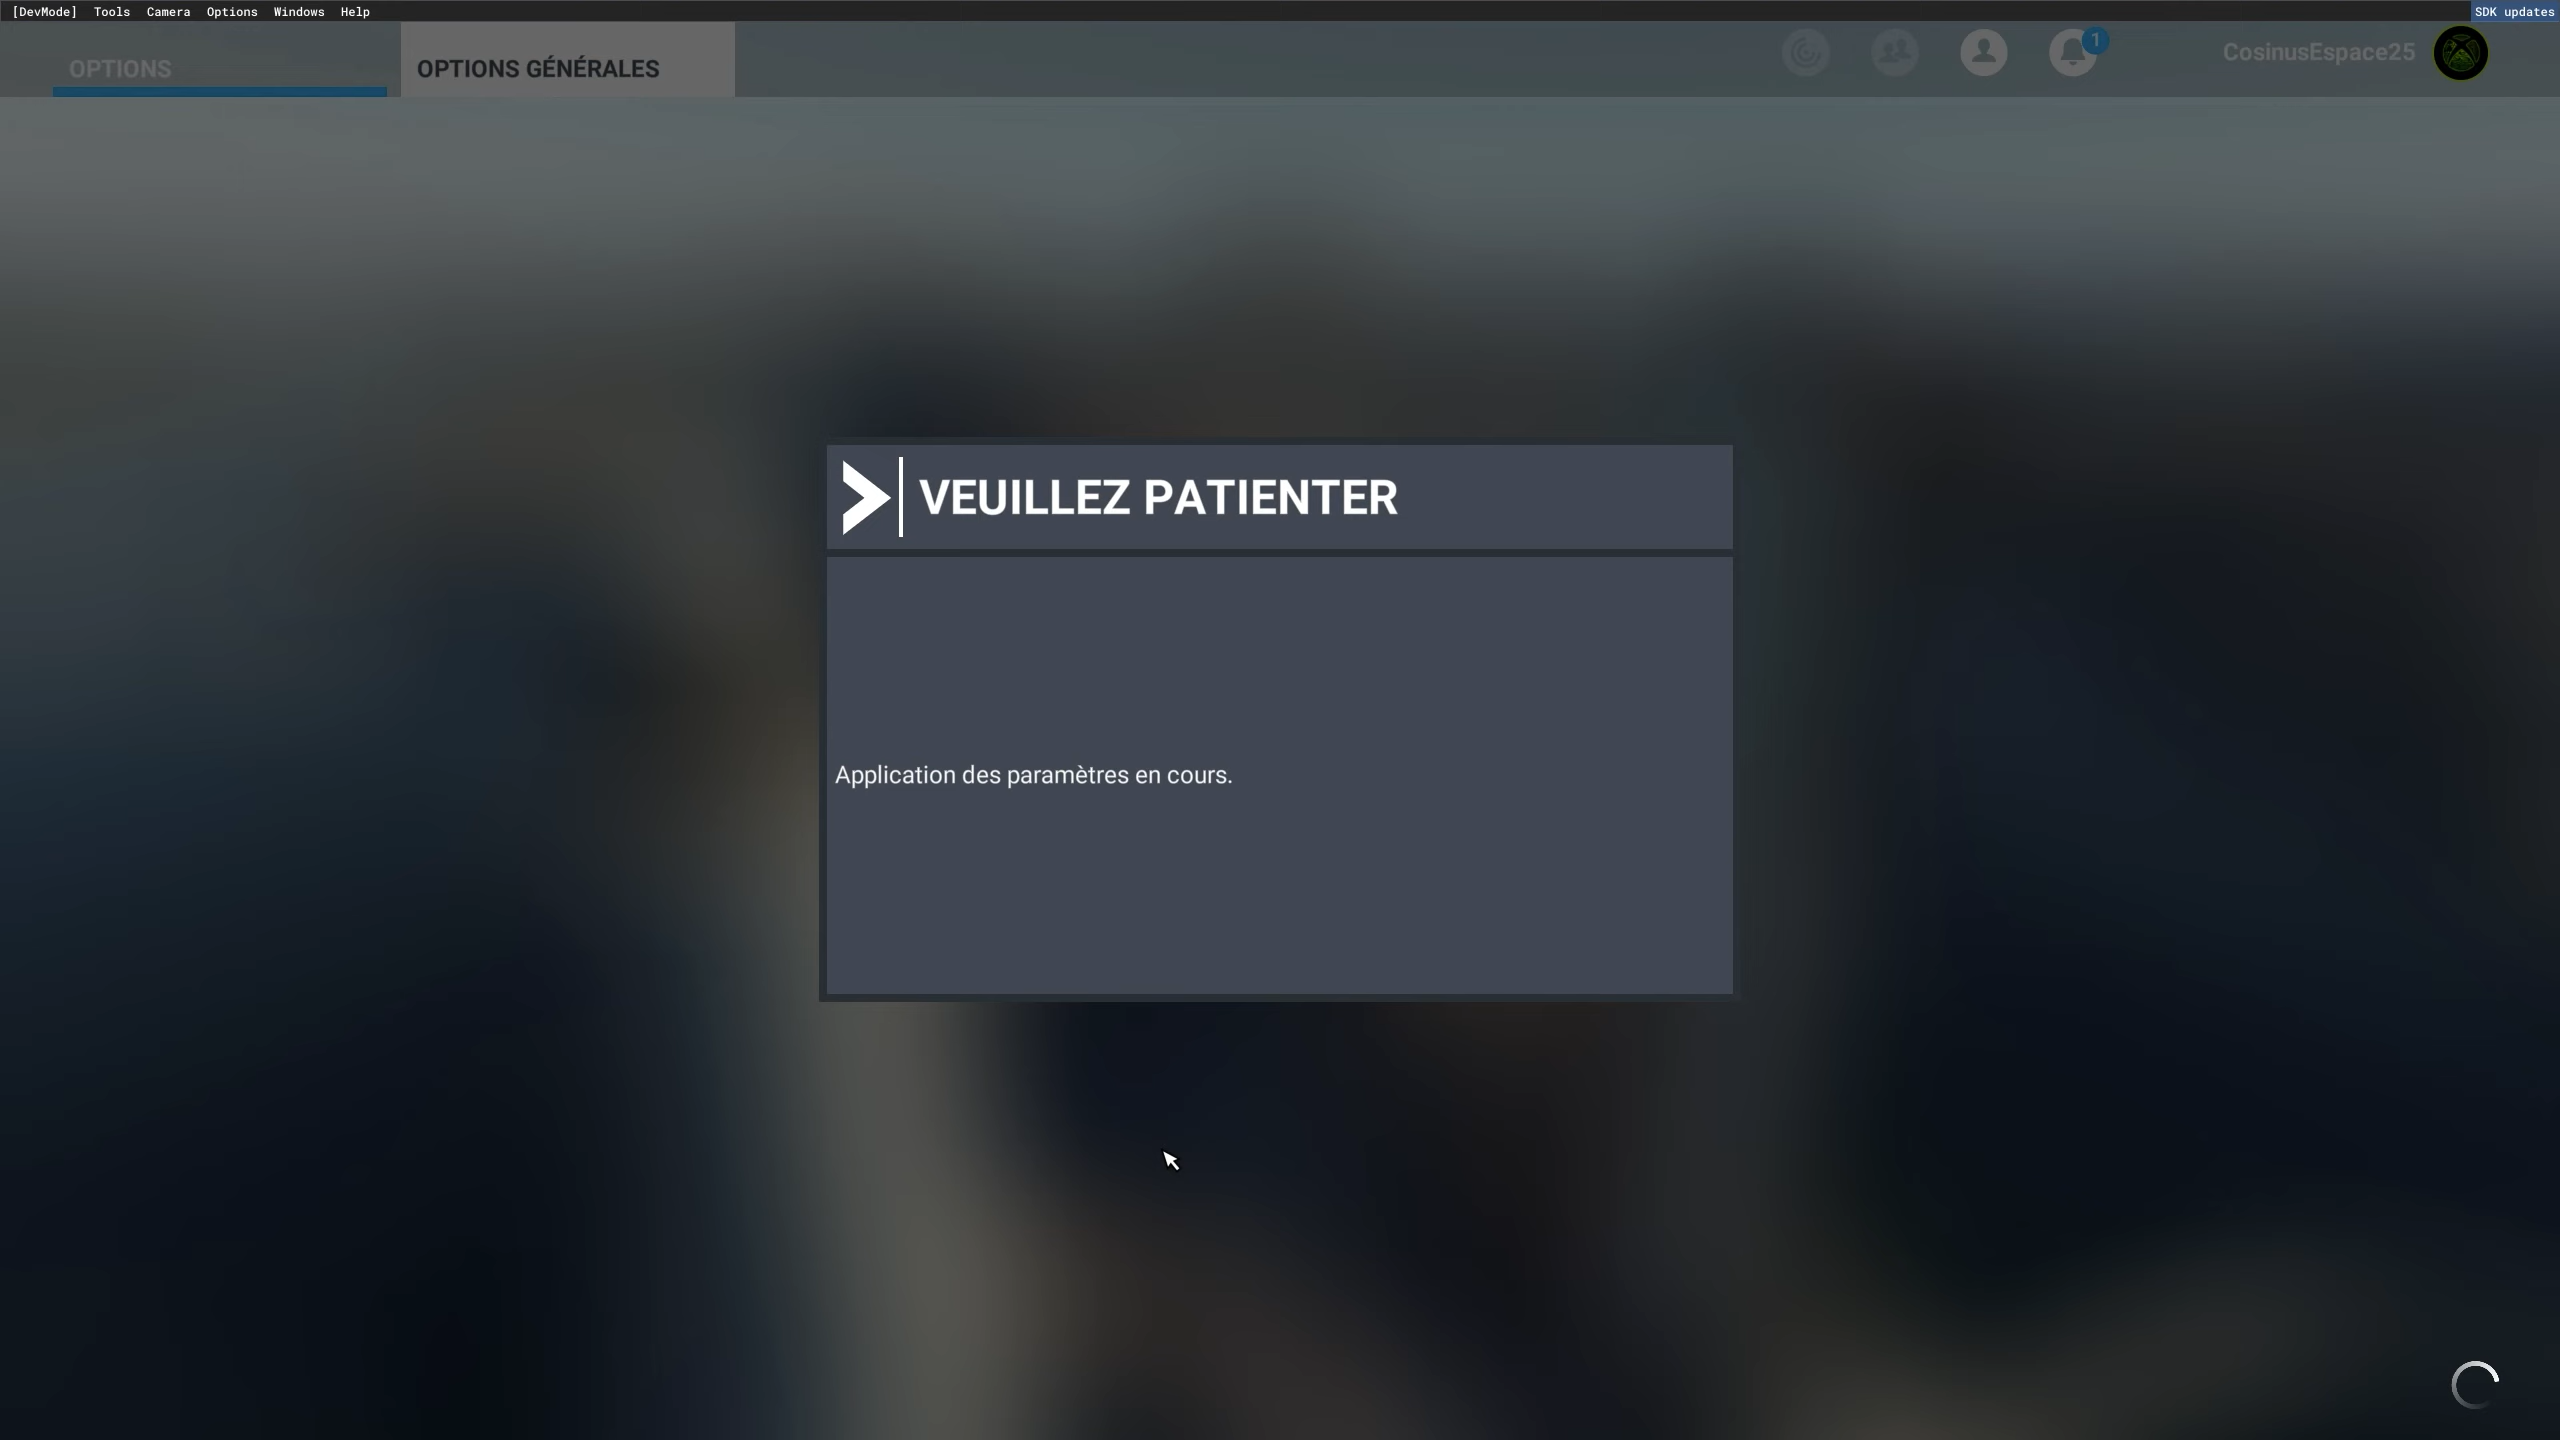 [DevMode] Tools Camera Options Windows Help SDK updates
OPTIONS OPTIONS GÉNÉRALES 1 CosinusEspace25
VEUILLEZ PATIENTER
Application des paramètres en cours.